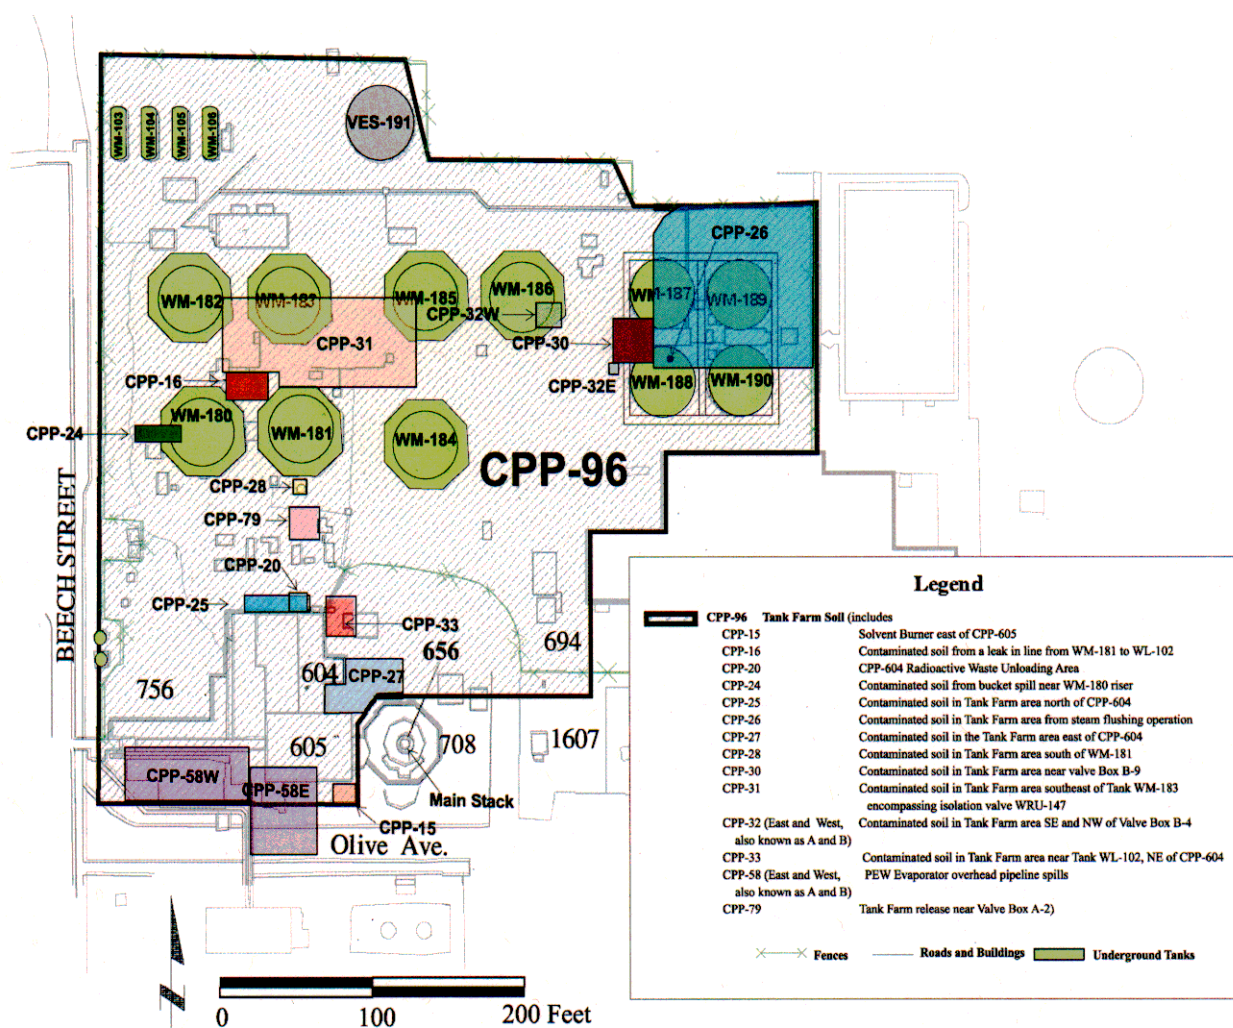 WM-103
WM-104
WM-105
WM-106
VES-191
CPP-26
WM-182
WM-183
WM-185
WM-186
WM-187
WM-189
CPP-32W
CPP-31
CPP-30
CPP-16
CPP-32E
WM-188
WM-190
WM-180
WM-181
WM-184
CPP-24
CPP-96
CPP-28
CPP-79
BEECH STREET
CPP-20
CPP-25
CPP-33
694
656
604
CPP-27
756
605
708
1607
CPP-58W
CPP-58E
Main Stack
CPP-15
Olive Ave.
N
0 100 200 Feet
Legend
CPP-96 Tank Farm Soil (includes
CPP-15 Solvent Burner east of CPP-605
CPP-16 Contaminated soil from a leak in line from WM-181 to WL-102
CPP-20 CPP-604 Radioactive Waste Unloading Area
CPP-24 Contaminated soil from bucket spill near WM-180 riser
CPP-25 Contaminated soil in Tank Farm area north of CPP-604
CPP-26 Contaminated soil in Tank Farm area from steam flushing operation
CPP-27 Contaminated soil in the Tank Farm area east of CPP-604
CPP-28 Contaminated soil in Tank Farm area south of WM-181
CPP-30 Contaminated soil in Tank Farm area near valve Box B-9
CPP-31 Contaminated soil in Tank Farm area southeast of Tank WM-183
encompassing isolation valve WRU-147
CPP-32 (East and West, Contaminated soil in Tank Farm area SE and NW of Valve Box B-4
also known as A and B)
CPP-33 Contaminated soil in Tank Farm area near Tank WL-102, NE of CPP-604
CPP-58 (East and West, PEW Evaporator overhead pipeline spills
also known as A and B)
CPP-79 Tank Farm release near Valve Box A-2)
Fences Roads and Buildings Underground Tanks